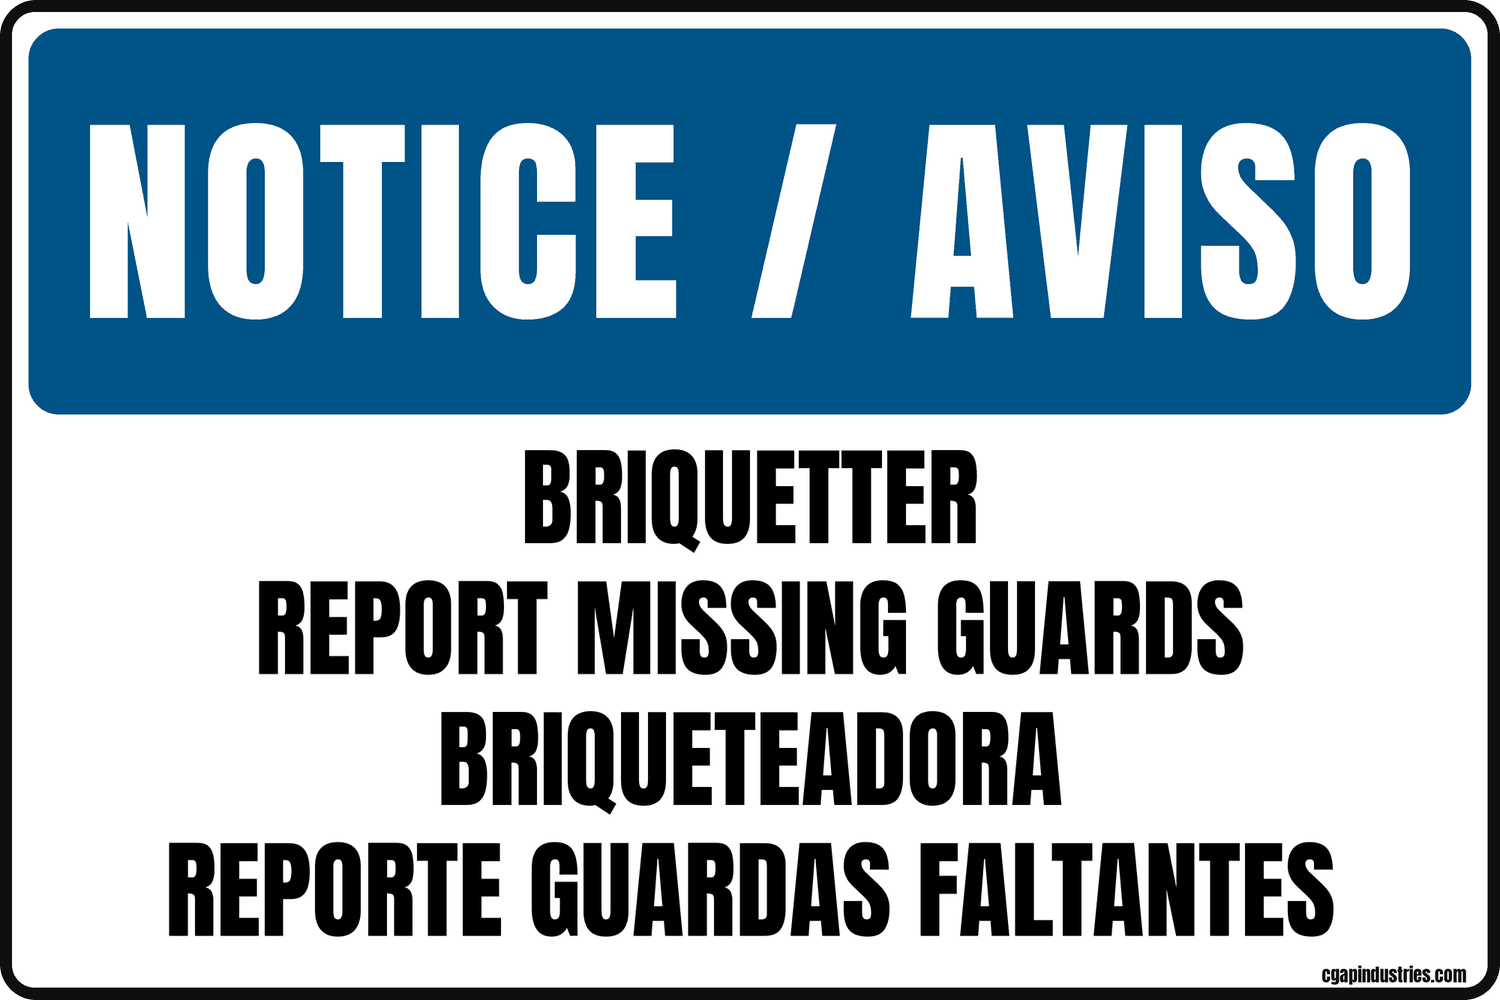 NOTICE / AVISO
BRIQUETTER
REPORT MISSING GUARDS
BRIQUETEADORA
REPORTE GUARDAS FALTANTES
cgapindustries.com